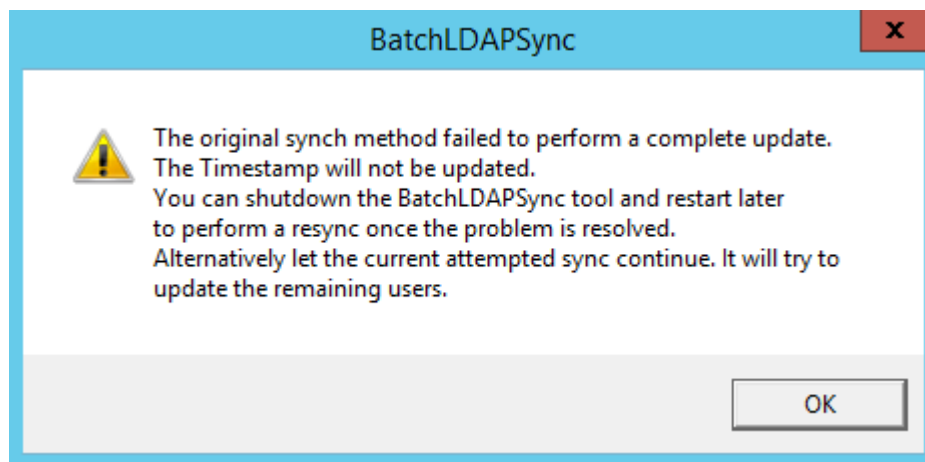 BatchLDAPSync
x
The original synch method failed to perform a complete update.
The Timestamp will not be updated.
You can shutdown the BatchLDAPSync tool and restart later
to perform a resync once the problem is resolved.
Alternatively let the current attempted sync continue. It will try to
update the remaining users.
OK